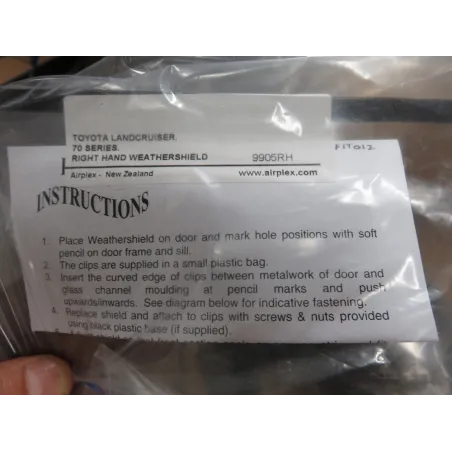 TOYOTA LANDCRUISER.
70 SERIES.
RIGHT HAND WEATHERSHIELD 9905RH
Airplex - New Zealand www.airplex.com
FIT012
INSTRUCTIONS
1. Place Weathershield on door and mark hole positions with soft
pencil on door frame and sill.
2. The clips are supplied in a small plastic bag.
3. Insert the curved edge of clips between metalwork of door and
glass channel moulding at pencil marks and push
upwards/inwards. See diagram below for indicative fastening.
4. Replace shield and attach to clips with screws & nuts provided
using black plastic base (if supplied).